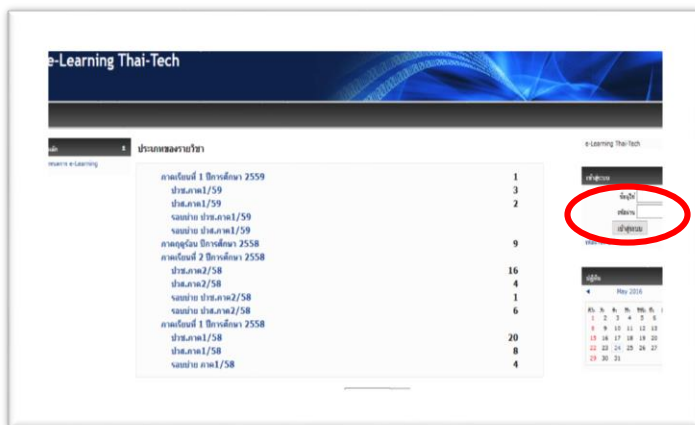 e-Learning Thai-Tech
ประเภทของรายวิชา
ภาคเรียนที่ 1 ปีการศึกษา 2559 1
ปวช.ภาค1/59 3
ปวส.ภาค1/59 2
รอบบ่าย ปวช.ภาค1/59
รอบบ่าย ปวส.ภาค1/59
ภาคฤดูร้อน ปีการศึกษา 2558 9
ภาคเรียนที่ 2 ปีการศึกษา 2558
ปวช.ภาค2/58 16
ปวส.ภาค2/58 4
รอบบ่าย ปวช.ภาค2/58 1
รอบบ่าย ปวส.ภาค2/58 6
ภาคเรียนที่ 1 ปีการศึกษา 2558
ปวช.ภาค1/58 20
ปวส.ภาค1/58 8
รอบบ่าย ภาค1/58 4
e-Learning Thai-Tech
เข้าสู่ระบบ
ชื่อผู้ใช้
รหัสผ่าน
เข้าสู่ระบบ
ปฏิทิน
◄ May 2016
1 2 3 4 5 6
8 9 10 11 12 13
15 16 17 18 19 20
22 23 24 25 26 27
29 30 31